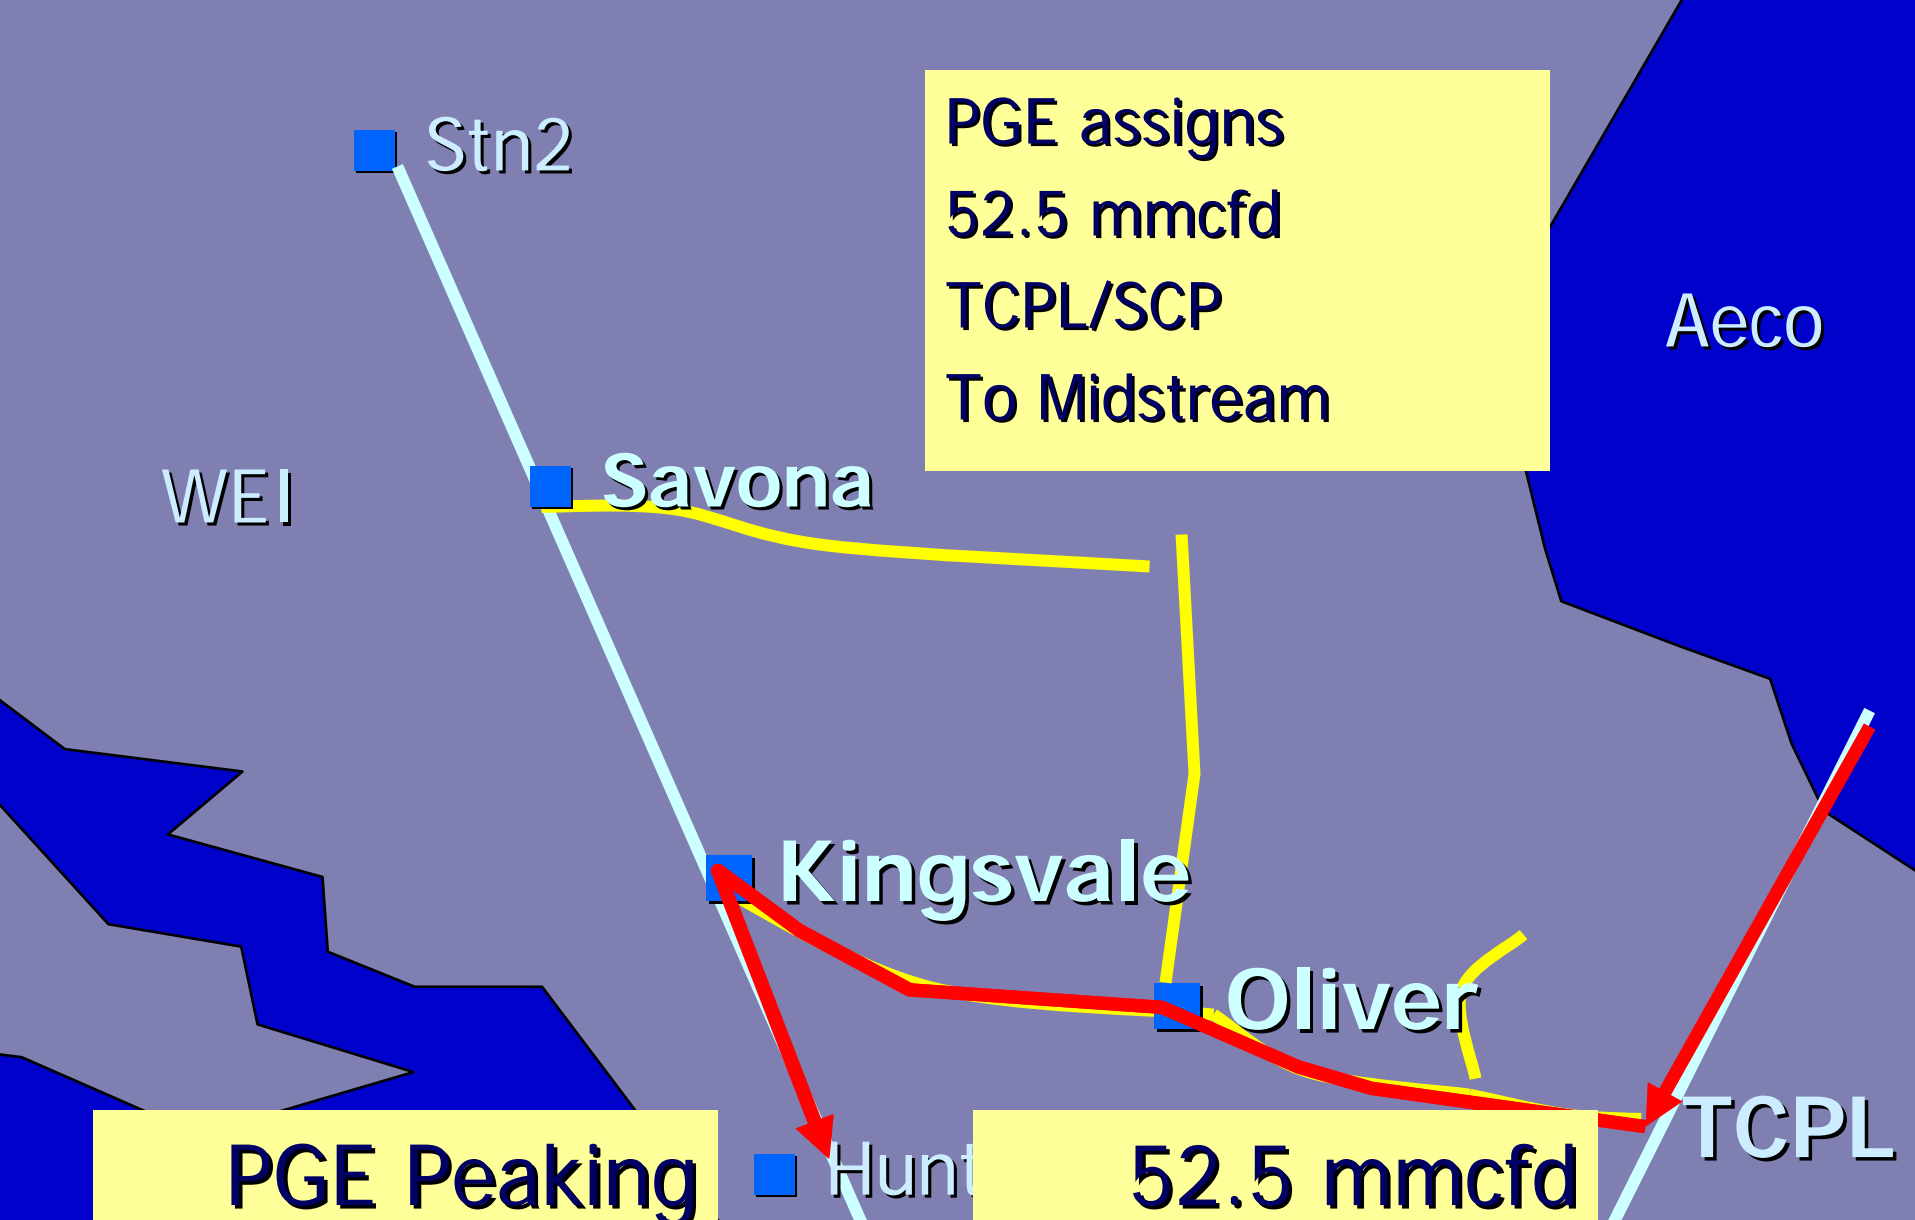 Stn2
PGE assigns
52.5 mmcfd
TCPL/SCP
To Midstream
Aeco
WEI
Savona
Kingsvale
Oliver
TCPL
PGE Peaking
Hunt
52.5 mmcfd